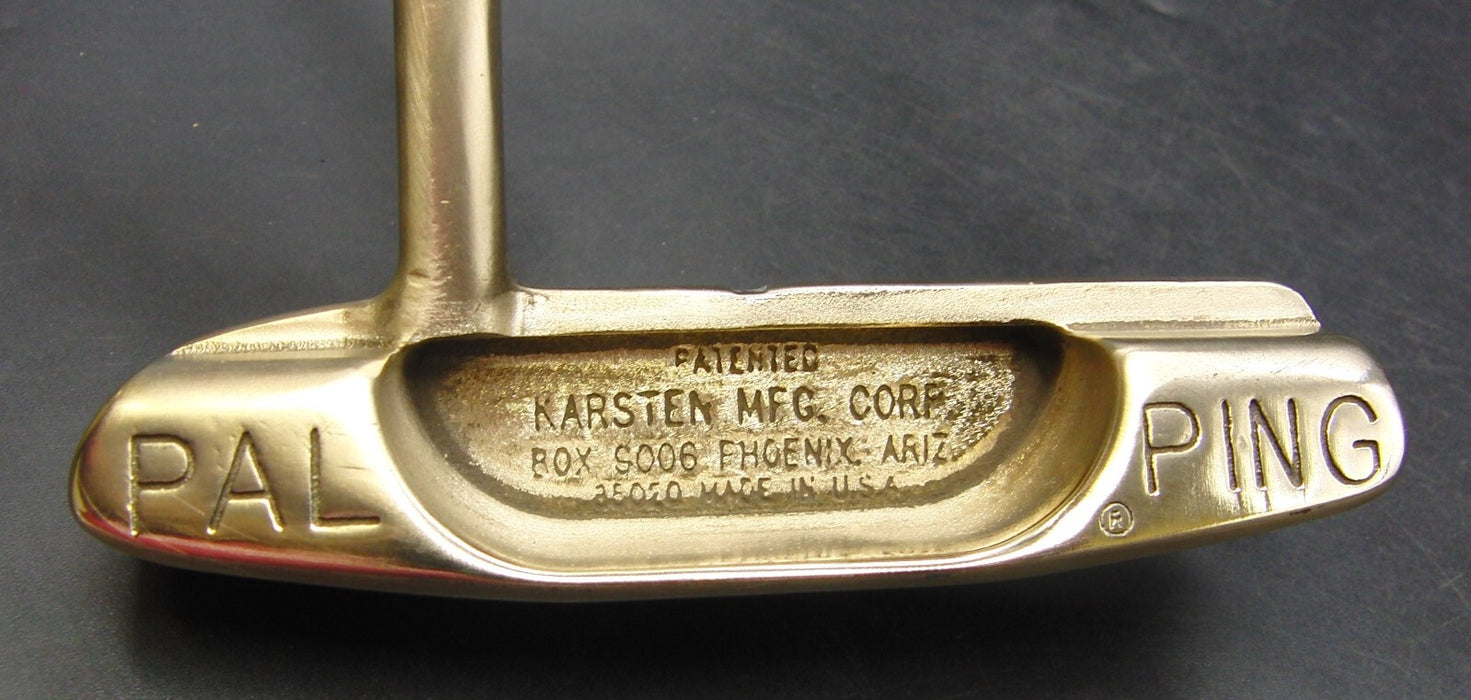 PAL
PATENTED
KARSTEN MFG. CORP.
BOX 9006 PHOENIX, ARIZ.
85020 MADE IN U.S.A.
PING
®